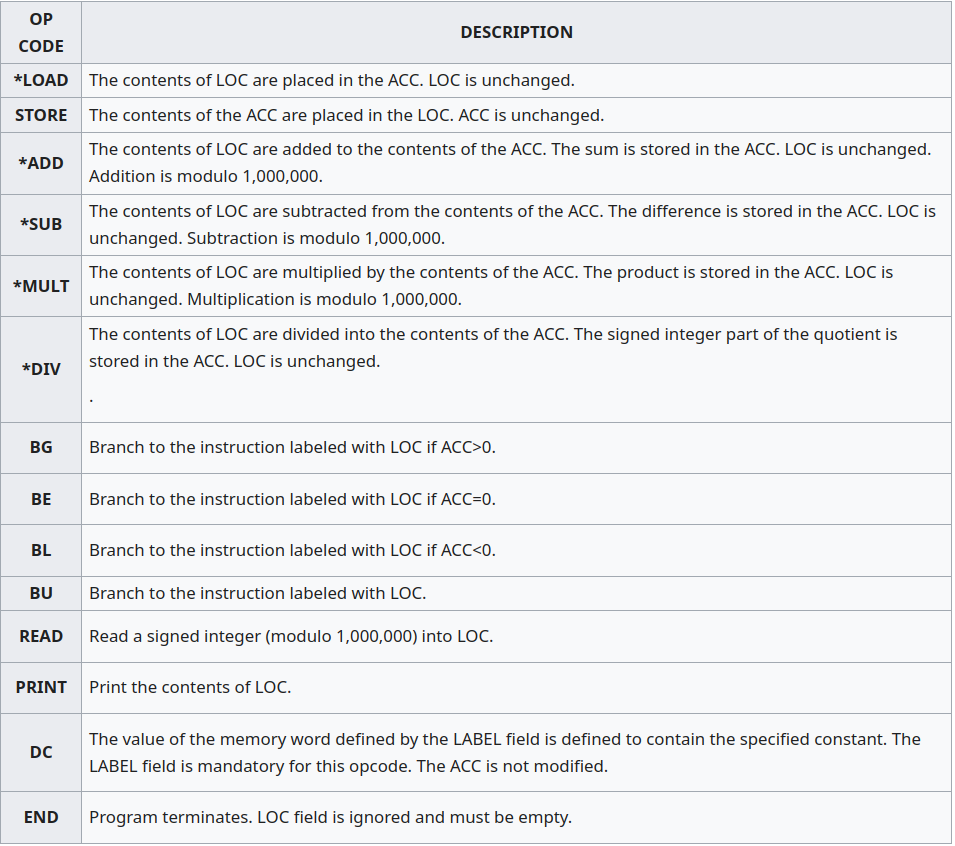 OP
CODE
DESCRIPTION
*LOAD
The contents of LOC are placed in the ACC. LOC is unchanged.
STORE
The contents of the ACC are placed in the LOC. ACC is unchanged.
*ADD
The contents of LOC are added to the contents of the ACC. The sum is stored in the ACC. LOC is unchanged.
Addition is modulo 1,000,000.
*SUB
The contents of LOC are subtracted from the contents of the ACC. The difference is stored in the ACC. LOC is
unchanged. Subtraction is modulo 1,000,000.
*MULT
The contents of LOC are multiplied by the contents of the ACC. The product is stored in the ACC. LOC is
unchanged. Multiplication is modulo 1,000,000.
*DIV
The contents of LOC are divided into the contents of the ACC. The signed integer part of the quotient is
stored in the ACC. LOC is unchanged.
.
BG
Branch to the instruction labeled with LOC if ACC>0.
BE
Branch to the instruction labeled with LOC if ACC=0.
BL
Branch to the instruction labeled with LOC if ACC<0.
BU
Branch to the instruction labeled with LOC.
READ
Read a signed integer (modulo 1,000,000) into LOC.
PRINT
Print the contents of LOC.
DC
The value of the memory word defined by the LABEL field is defined to contain the specified constant. The
LABEL field is mandatory for this opcode. The ACC is not modified.
END
Program terminates. LOC field is ignored and must be empty.